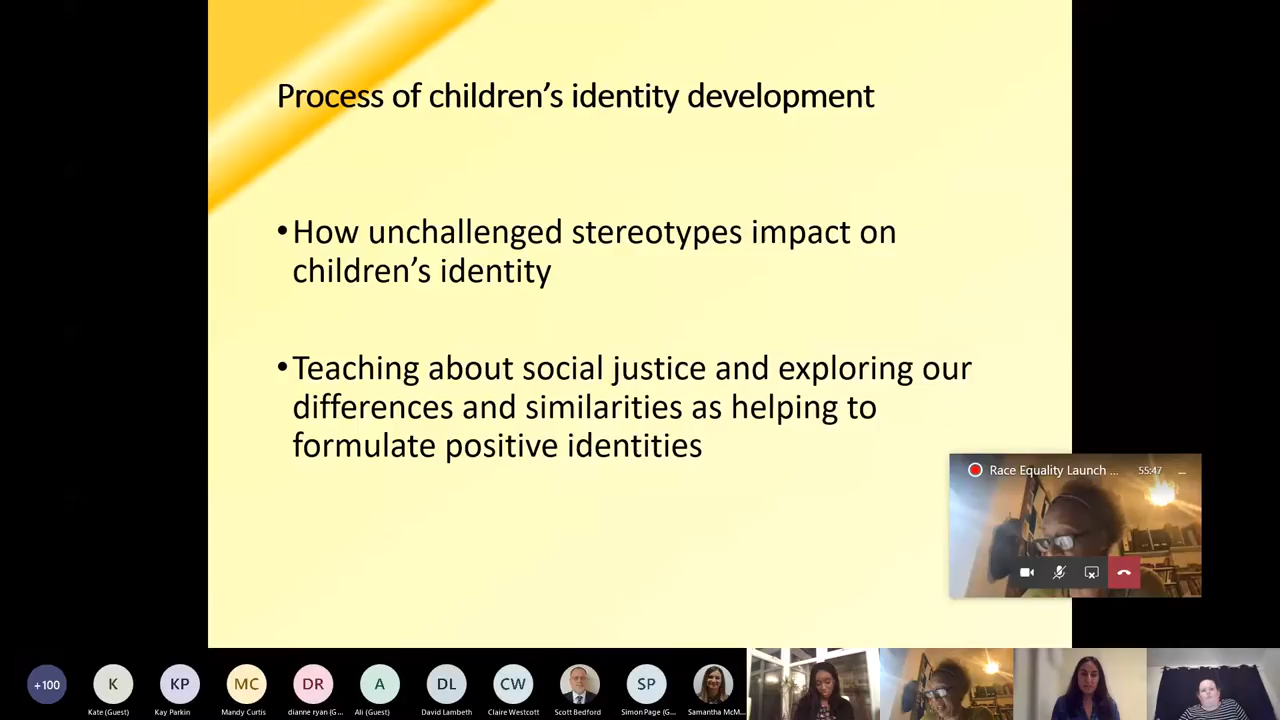 Process of children’s identity development
•How unchallenged stereotypes impact on
children’s identity
•Teaching about social justice and exploring our
differences and similarities as helping to
formulate positive identities
Race Equality Launch ... 55:47
+100 K KP MC DR A DL CW SP
Kate (Guest) Kay Parkin Mandy Curtis dianne ryan (G... Ali (Guest) David Lambeth Claire Westcott Scott Bedford Simon Page (G... Samantha McM...